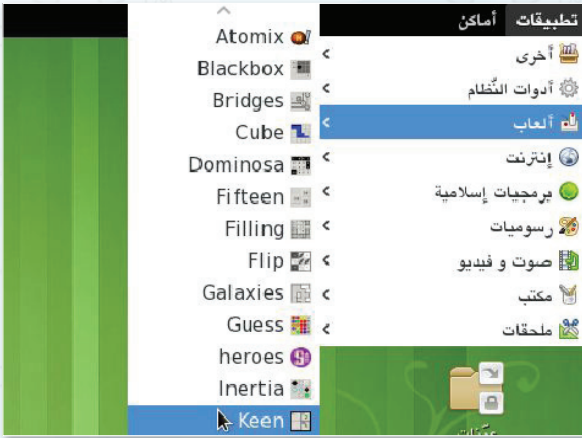 تطبيقات أماكن
أخرى
أدوات النّظام
ألعاب
إنترنت
برمجيات إسلامية
رسوميات
صوت و فيديو
مكتب
ملحقات
Atomix
Blackbox
Bridges
Cube
Dominosa
Fifteen
Filling
Flip
Galaxies
Guess
heroes
Inertia
Keen